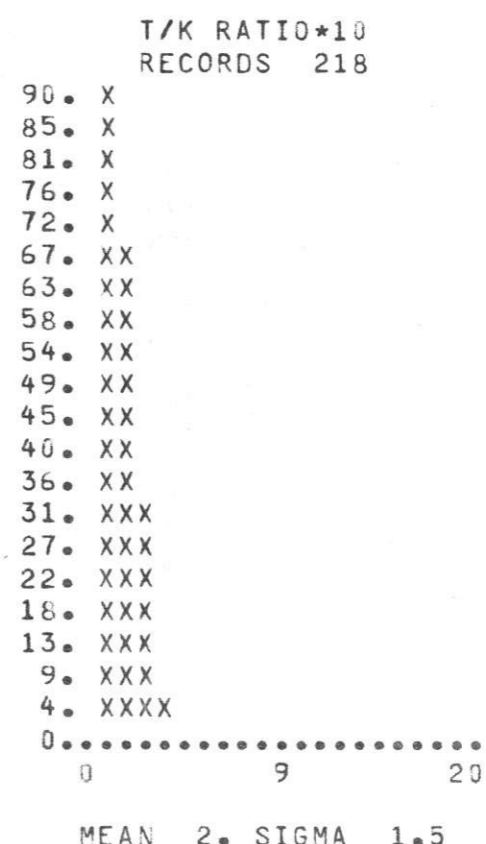 T/K RATIO*10
RECORDS 218
90. X
85. X
81. X
76. X
72. X
67. XX
63. XX
58. XX
54. XX
49. XX
45. XX
40. XX
36. XX
31. XXX
27. XXX
22. XXX
18. XXX
13. XXX
9. XXX
4. XXXX
0......................
0 9 20
MEAN 2. SIGMA 1.5